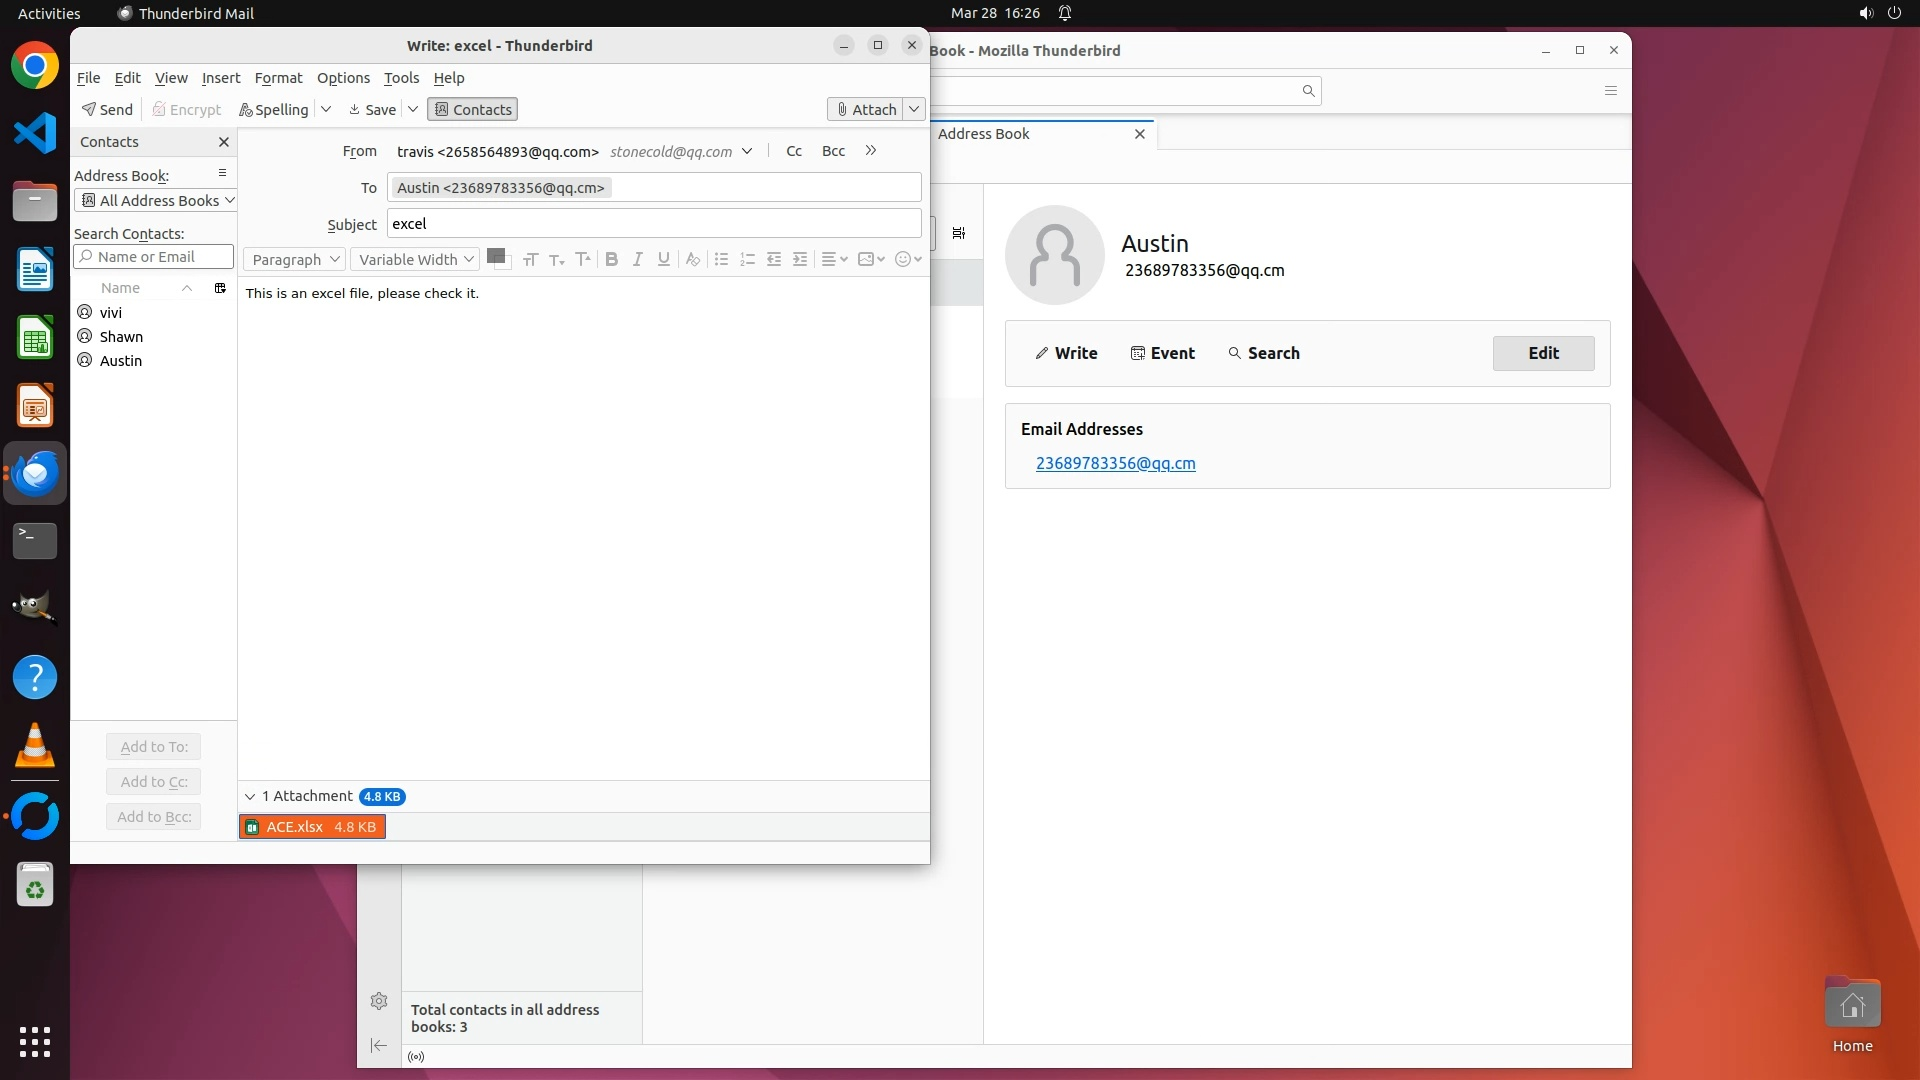 Activities
Thunderbird Mail
Mar 28 16:26
Write: excel - Thunderbird
Book - Mozilla Thunderbird
File Edit View Insert Format Options Tools Help
Send Encrypt Spelling Save Contacts Attach
Contacts
Address Book:
All Address Books
Search Contacts:
Name or Email
Name
vivi
Shawn
Austin
Add to To:
Add to Cc:
Add to Bcc:
From travis <2658564893@qq.com> stonecold@qq.com Cc Bcc
To Austin <23689783356@qq.cm>
Subject excel
Paragraph Variable Width
This is an excel file, please check it.
1 Attachment 4.8 KB
ACE.xlsx 4.8 KB
Address Book
Austin
23689783356@qq.cm
Write Event Search Edit
Email Addresses
23689783356@qq.cm
Total contacts in all address
books: 3
Home